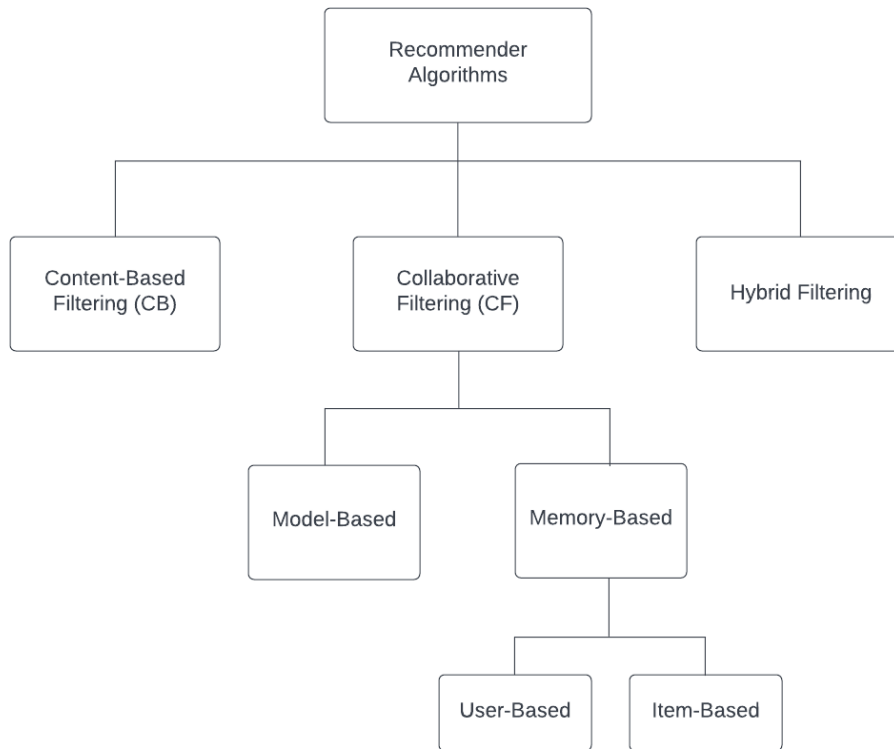 Recommender
Algorithms
Content-Based
Filtering (CB)
Collaborative
Filtering (CF)
Hybrid Filtering
Model-Based
Memory-Based
User-Based
Item-Based